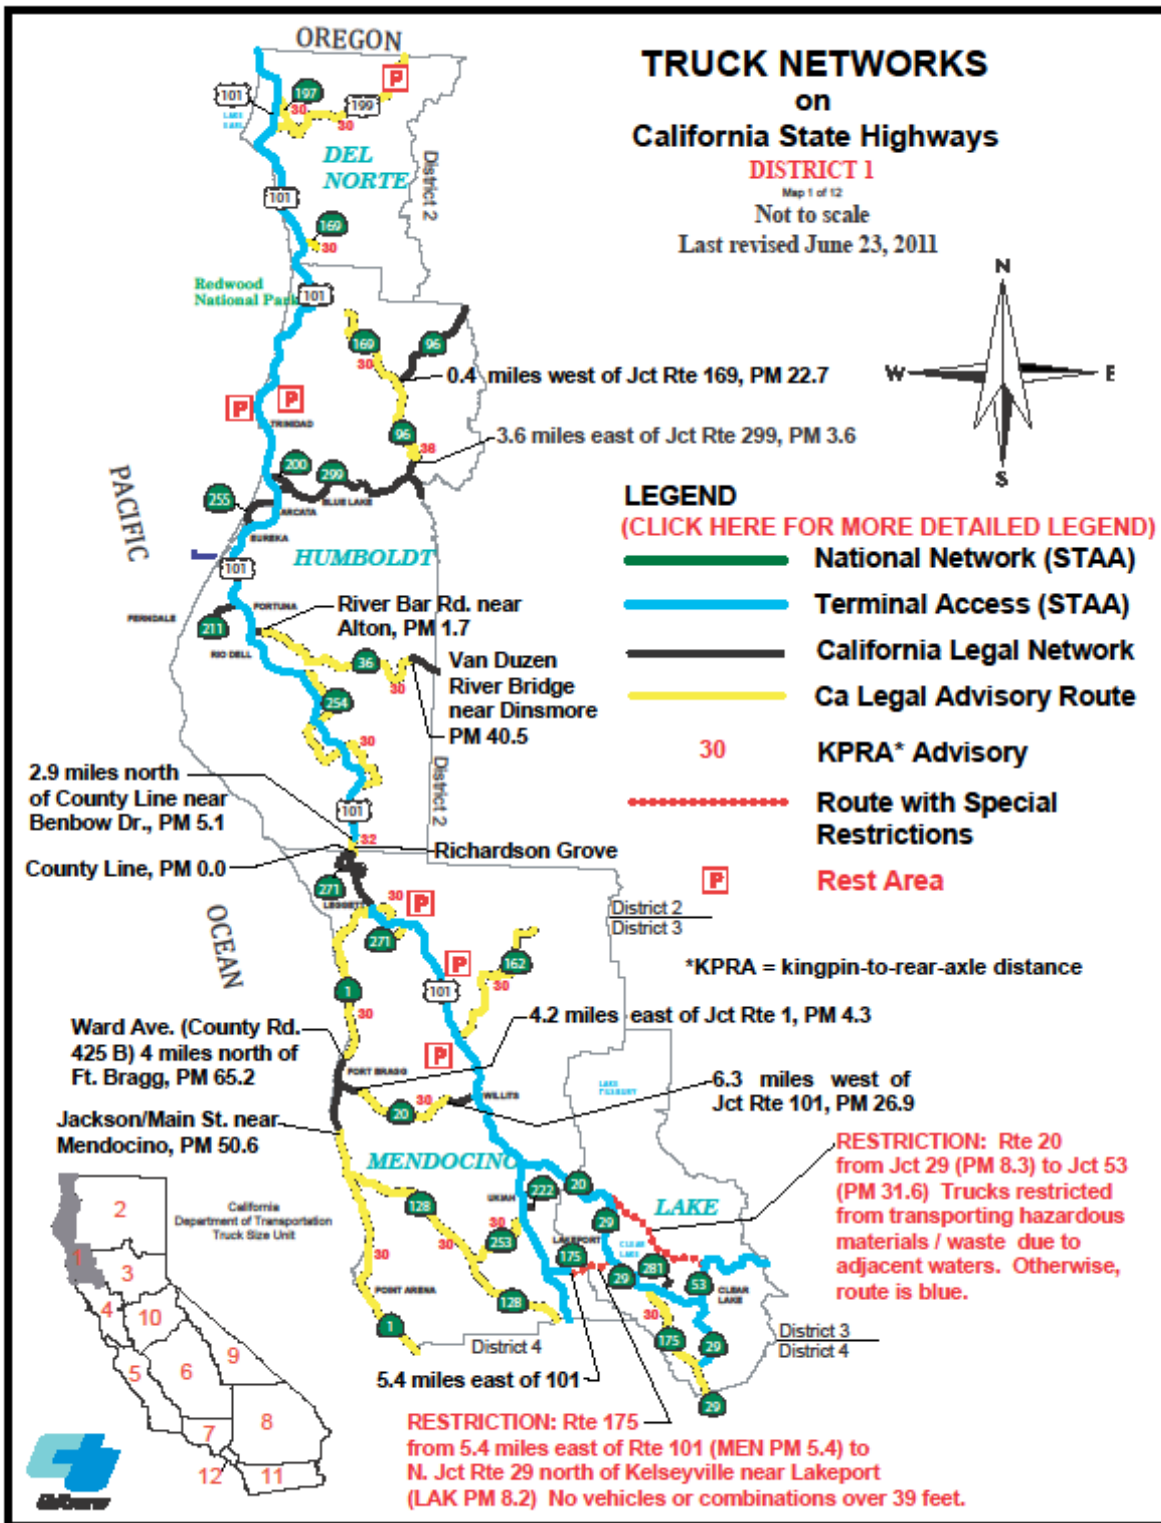 OREGON
TRUCK NETWORKS
on
California State Highways
DISTRICT 1
Map 1 of 12
Not to scale
Last revised June 23, 2011
101
197
30
199
30
P
LAKE
EARL
DEL
NORTE
District 2
101
169
30
N
W
E
S
Redwood
National Park
101
169
30
96
0.4 miles west of Jct Rte 169, PM 22.7
P
P
TRINIDAD
96
38
3.6 miles east of Jct Rte 299, PM 3.6
200
299
BLUE LAKE
255
ARCATA
EUREKA
PACIFIC
HUMBOLDT
101
LEGEND
(CLICK HERE FOR MORE DETAILED LEGEND)
National Network (STAA)
Terminal Access (STAA)
California Legal Network
Ca Legal Advisory Route
30
KPRA* Advisory
Route with Special
Restrictions
P
Rest Area
FERNDALE
FORTUNA
211
RIO DELL
River Bar Rd. near
Alton, PM 1.7
36
30
Van Duzen
River Bridge
near Dinsmore
PM 40.5
254
30
District 2
2.9 miles north
of County Line near
Benbow Dr., PM 5.1
101
32
County Line, PM 0.0
Richardson Grove
271
LEGGETT
30
P
271
OCEAN
District 2
District 3
162
30
P
101
*KPRA = kingpin-to-rear-axle distance
1
30
4.2 miles east of Jct Rte 1, PM 4.3
Ward Ave. (County Rd.
425 B) 4 miles north of
Ft. Bragg, PM 65.2
P
FORT BRAGG
20
30
WILLITS
LAKE
PILLSBURY
6.3 miles west of
Jct Rte 101, PM 26.9
Jackson/Main St. near
Mendocino, PM 50.6
MENDOCINO
RESTRICTION: Rte 20
from Jct 29 (PM 8.3) to Jct 53
(PM 31.6) Trucks restricted
from transporting hazardous
materials / waste due to
adjacent waters. Otherwise,
route is blue.
128
30
253
30
UKIAH
222
20
LAKE
29
LAKEPORT
175
CLEAR
LAKE
281
29
53
CLEAR
LAKE
30
POINT ARENA
1
128
30
175
29
29
District 4
District 3
District 4
5.4 miles east of 101
RESTRICTION: Rte 175
from 5.4 miles east of Rte 101 (MEN PM 5.4) to
N. Jct Rte 29 north of Kelseyville near Lakeport
(LAK PM 8.2) No vehicles or combinations over 39 feet.
California
Department of Transportation
Truck Size Unit
1
2
3
4
10
5
6
9
8
7
12
11
Caltrans